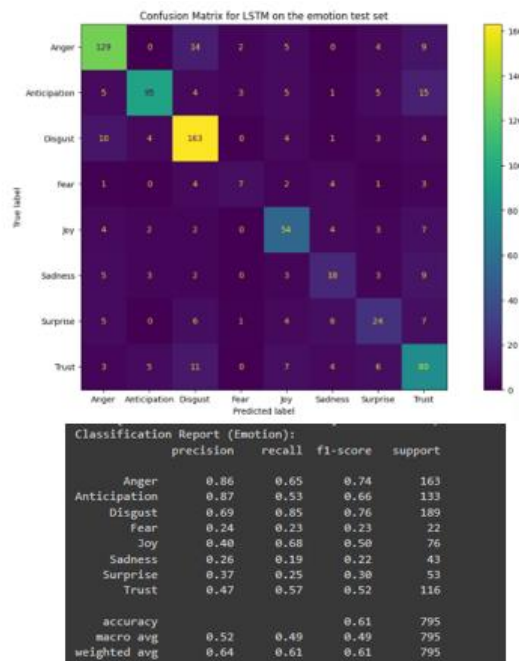 Confusion Matrix for LSTM on the emotion test set
Anger 129 0 14 2 5 0 4 9
Anticipation 5 95 4 3 5 1 5 15
Disgust 10 4 163 0 4 1 3 4
Fear 1 0 4 7 2 4 1 3
Joy 4 2 2 0 54 4 3 7
Sadness 5 3 2 0 3 18 3 9
Surprise 5 0 6 1 4 6 24 7
Trust 3 5 11 0 7 4 6 80
Anger Anticipation Disgust Fear Joy Sadness Surprise Trust
Predicted label
True label
160
140
120
100
80
60
40
20
0
Classification Report (Emotion):
precision recall f1-score support
Anger 0.86 0.65 0.74 163
Anticipation 0.87 0.53 0.66 133
Disgust 0.69 0.85 0.76 189
Fear 0.24 0.23 0.23 22
Joy 0.40 0.68 0.50 76
Sadness 0.26 0.19 0.22 43
Surprise 0.37 0.25 0.30 53
Trust 0.47 0.57 0.52 116
accuracy 0.61 795
macro avg 0.52 0.49 0.49 795
weighted avg 0.64 0.61 0.61 795